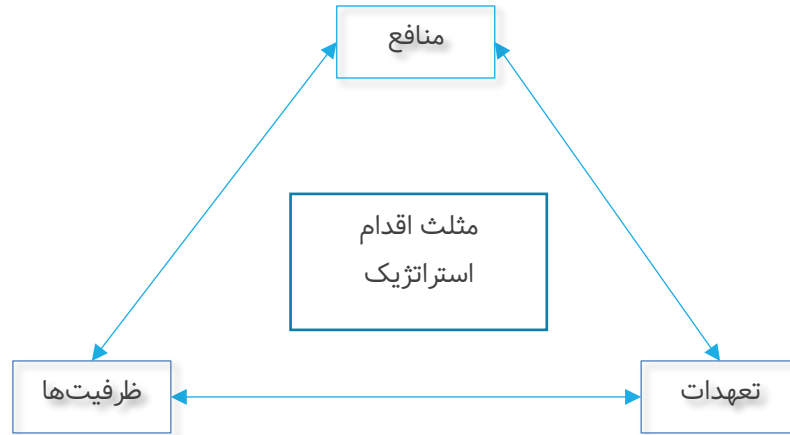 منافع
مثلث اقدام
استراتژیک
ظرفیت‌ها
تعهدات